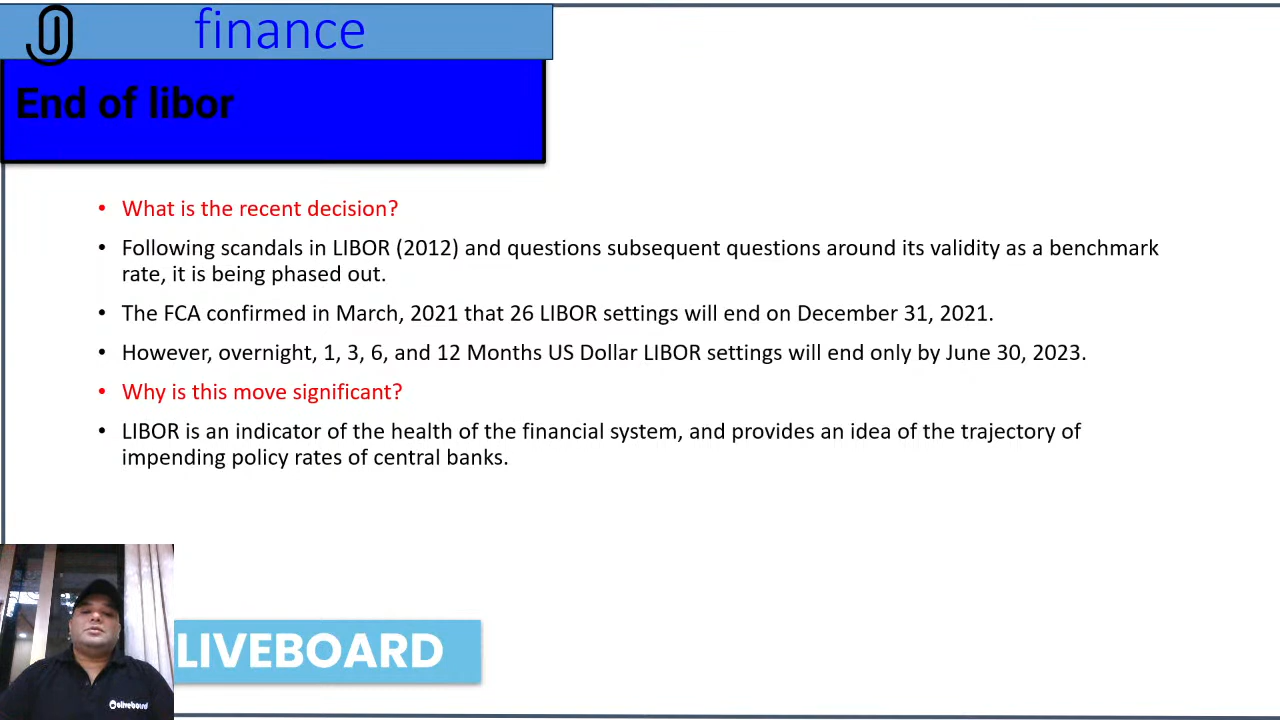 finance
End of libor
• What is the recent decision?
• Following scandals in LIBOR (2012) and questions subsequent questions around its validity as a benchmark
rate, it is being phased out.
• The FCA confirmed in March, 2021 that 26 LIBOR settings will end on December 31, 2021.
• However, overnight, 1, 3, 6, and 12 Months US Dollar LIBOR settings will end only by June 30, 2023.
• Why is this move significant?
• LIBOR is an indicator of the health of the financial system, and provides an idea of the trajectory of
impending policy rates of central banks.
LIVEBOARD
oliveboard